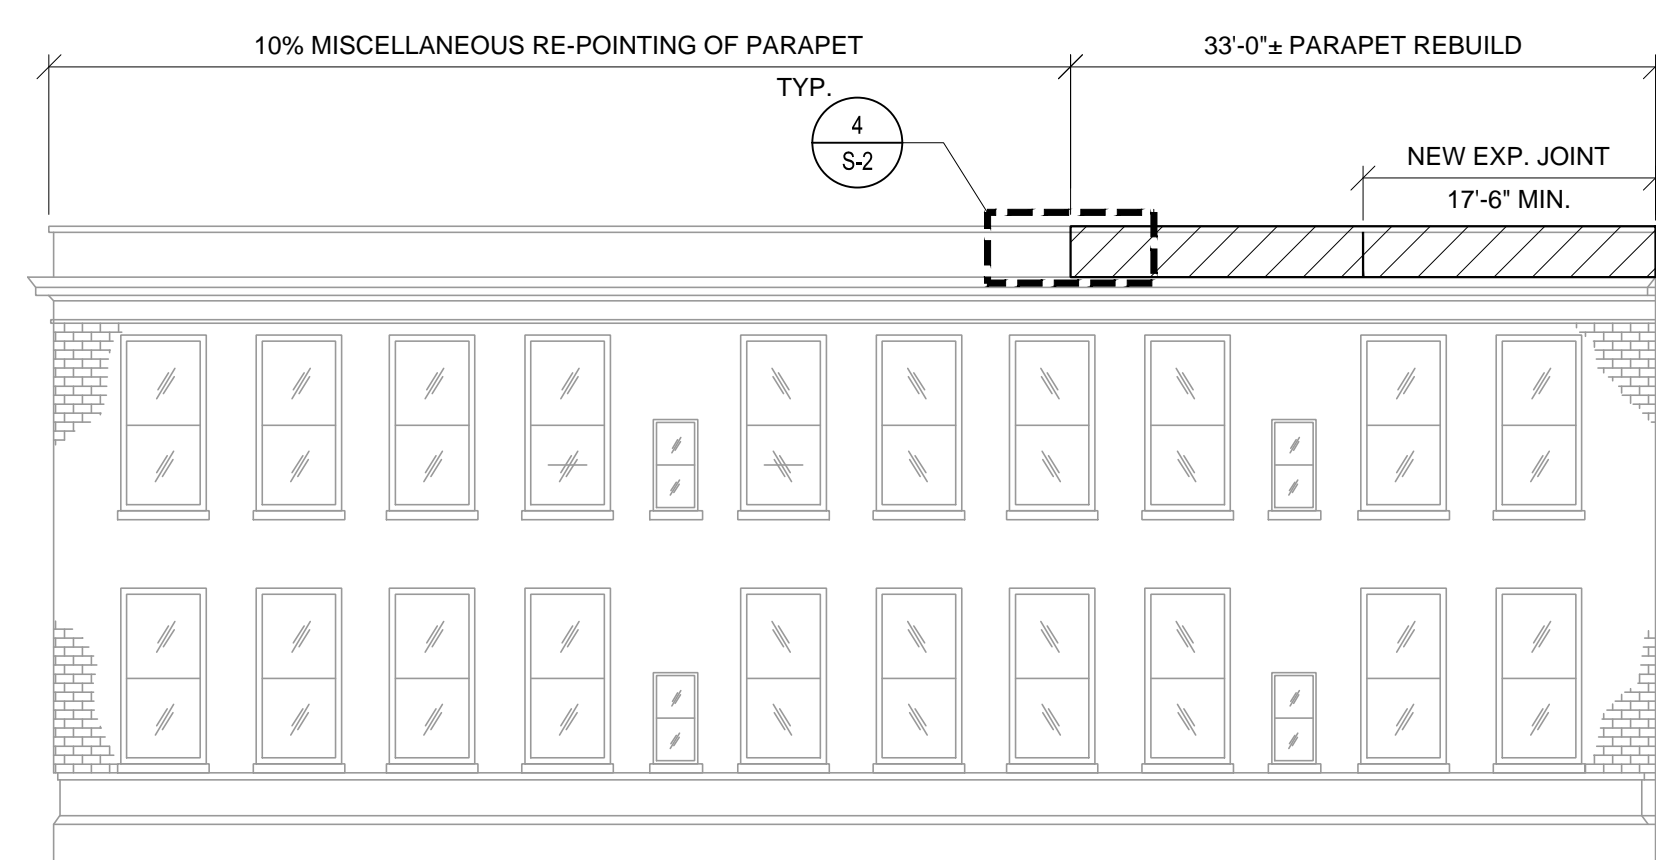 10% MISCELLANEOUS RE-POINTING OF PARAPET
33'-0"± PARAPET REBUILD
TYP.
4
S-2
NEW EXP. JOINT
17'-6" MIN.